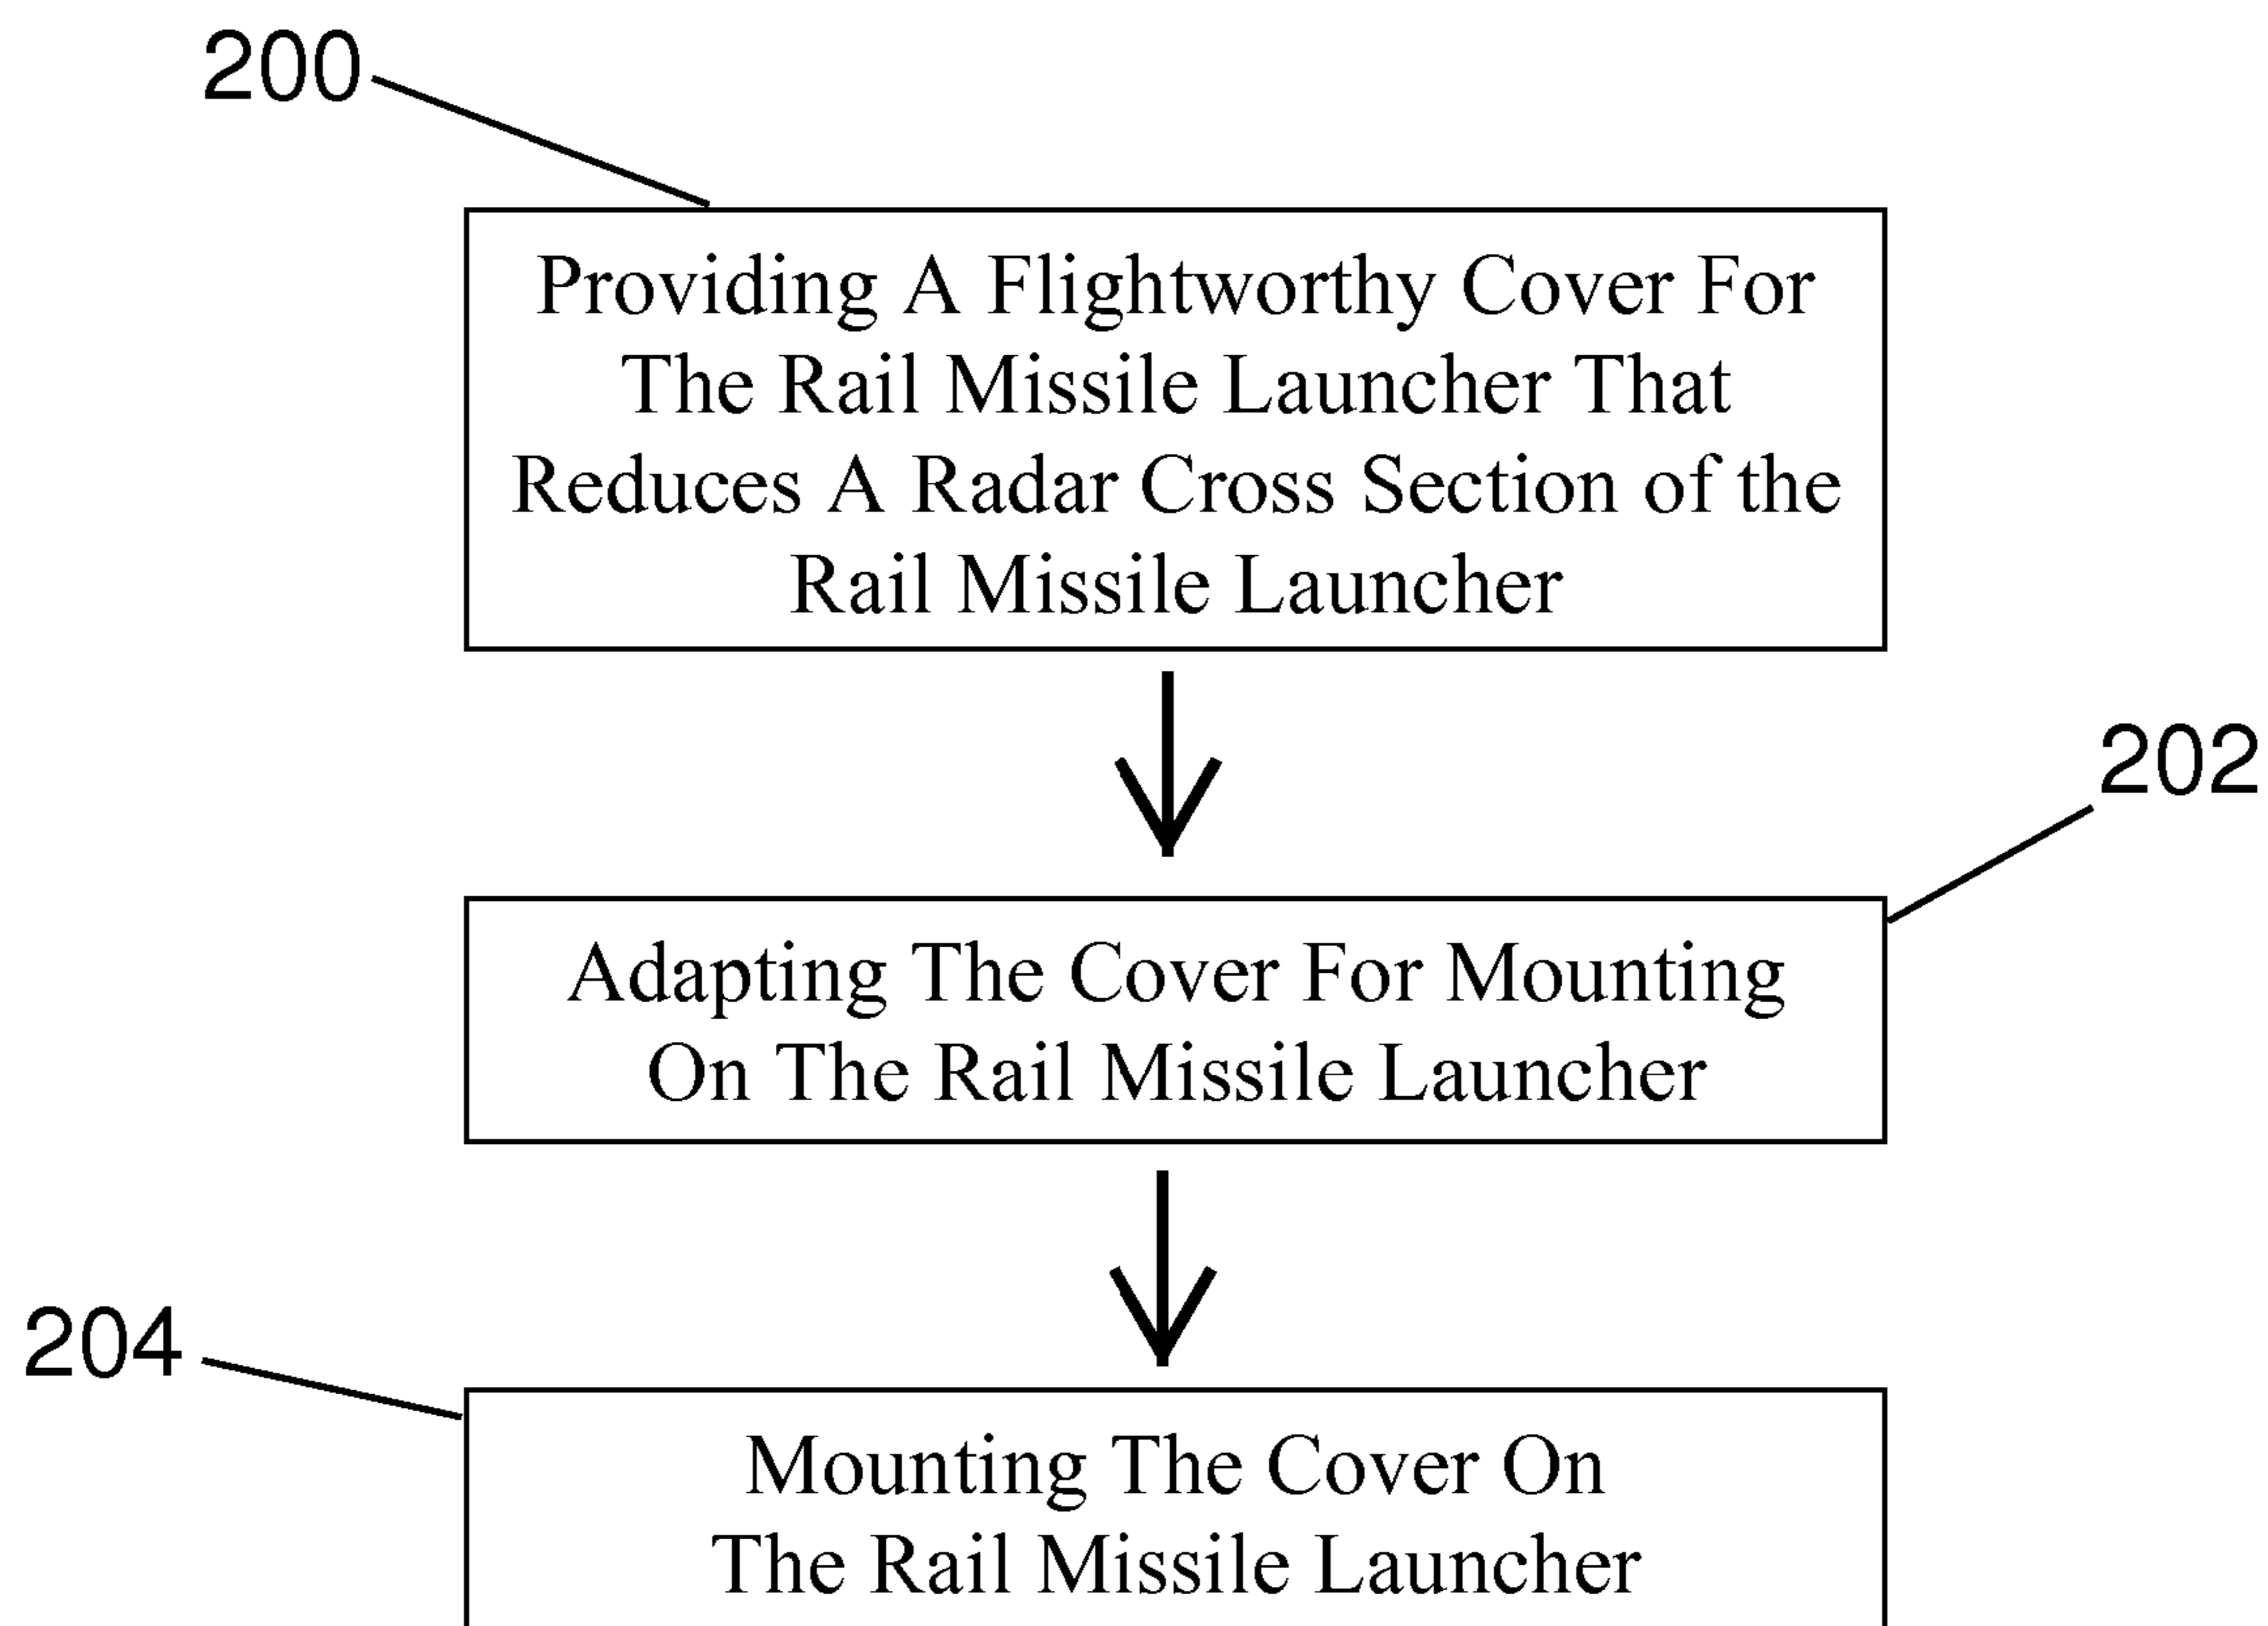 200
Providing A Flightworthy Cover For
The Rail Missile Launcher That
Reduces A Radar Cross Section of the
Rail Missile Launcher
202
Adapting The Cover For Mounting
On The Rail Missile Launcher
204
Mounting The Cover On
The Rail Missile Launcher